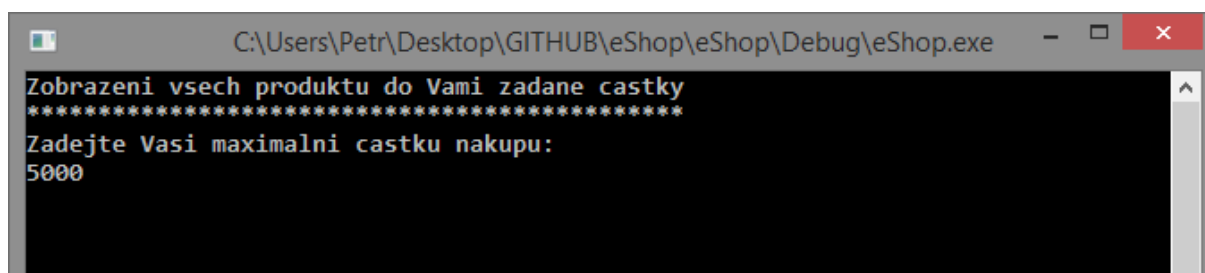 C:\Users\Petr\Desktop\GITHUB\eShop\eShop\Debug\eShop.exe
Zobrazeni vsech produktu do Vami zadane castky
**********************************************
Zadejte Vasi maximalni castku nakupu:
5000